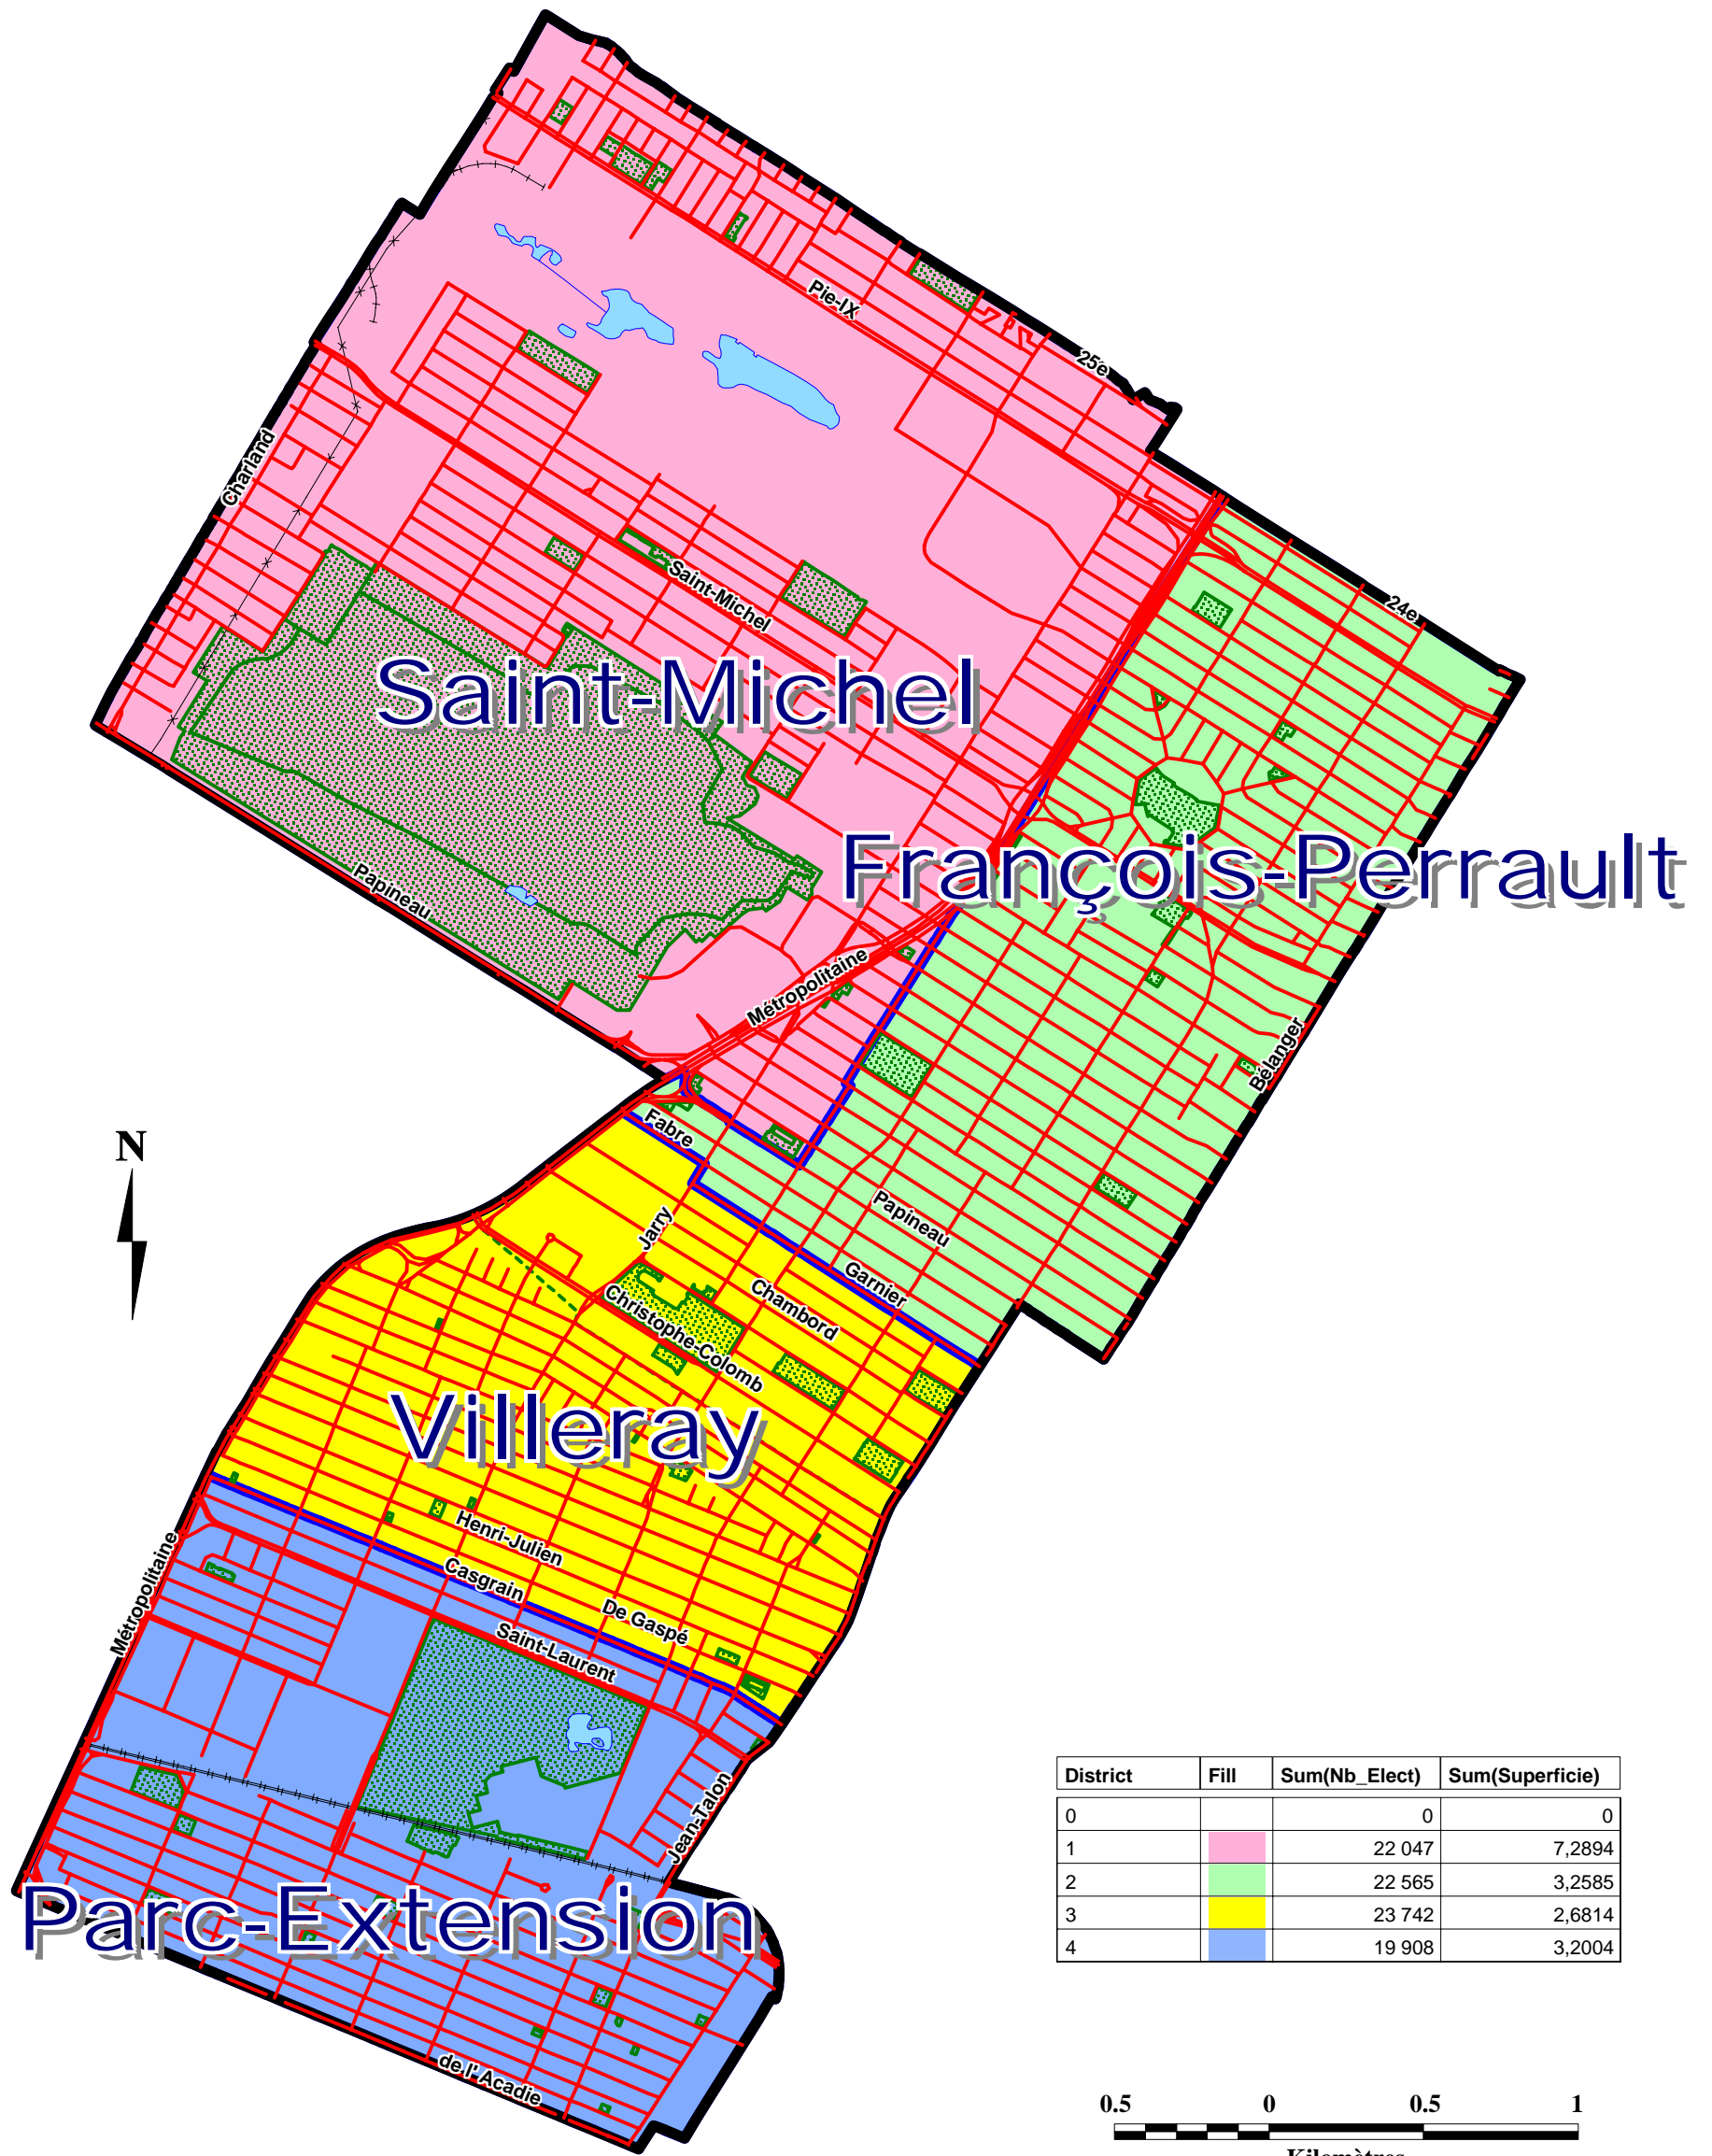 Pie-IX
25e
Charland
Saint-Michel
24e
Saint-Michel
François-Perrault
Papineau
Métropolitaine
Bélanger
N
Fabre
Papineau
Jarry
Garnier
Chambord
Christophe-Colomb
Villeray
Henri-Julien
Métropolitaine
Casgrain
De Gaspé
Saint-Laurent
Jean-Talon
Parc-Extension
de l' Acadie
District Fill Sum(Nb_Elect) Sum(Superficie)
0 0 0
1 22 047 7,2894
2 22 565 3,2585
3 23 742 2,6814
4 19 908 3,2004
0.5 0 0.5 1
Kilomètres